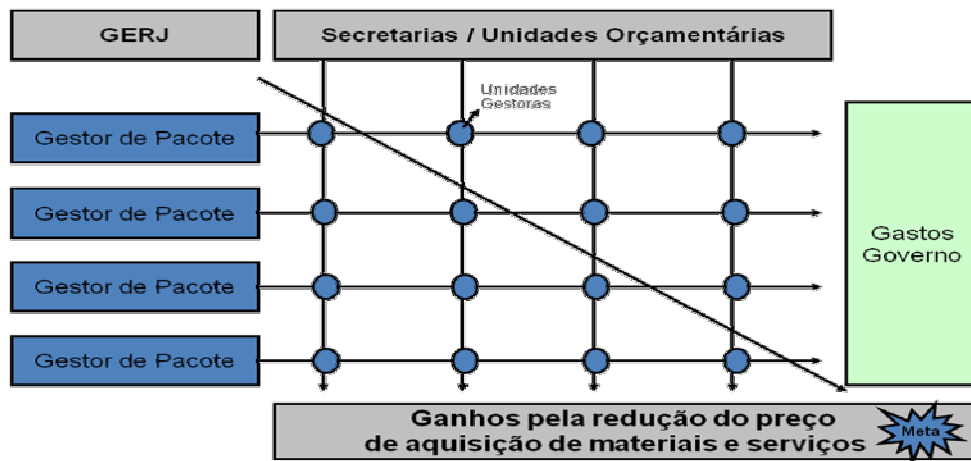 GERJ
Secretarias / Unidades Orçamentárias
Unidades
Gestoras
Gestor de Pacote
Gestor de Pacote
Gestor de Pacote
Gestor de Pacote
Gastos
Governo
Ganhos pela redução do preço
de aquisição de materiais e serviços
Meta